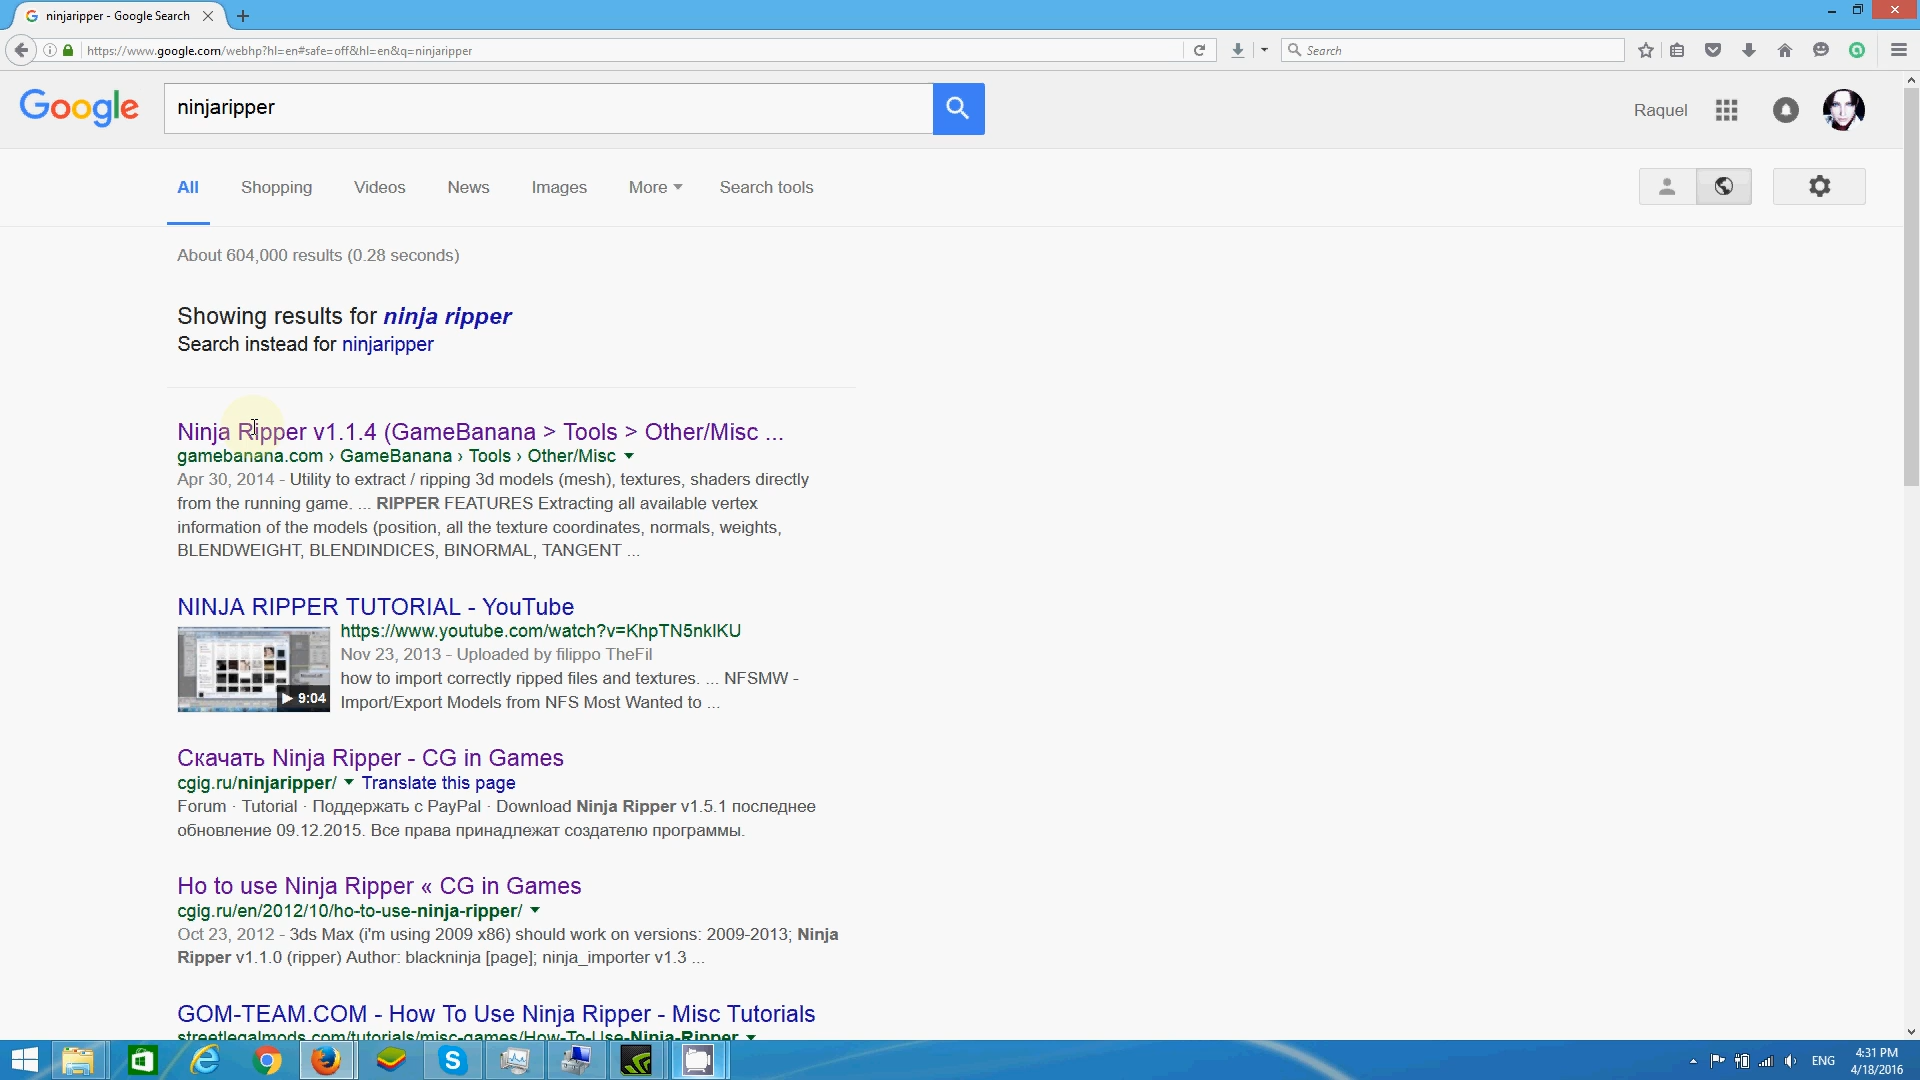 ninjaripper - Google Search
https://www.google.com/webhp?hl=en#safe=off&hl=en&q=ninjaripper
Search
Google
ninjaripper
Raquel
All Shopping Videos News Images More Search tools
About 604,000 results (0.28 seconds)
Showing results for ninja ripper
Search instead for ninjaripper
Ninja Ripper v1.1.4 (GameBanana > Tools > Other/Misc ...
gamebanana.com › GameBanana › Tools › Other/Misc
Apr 30, 2014 - Utility to extract / ripping 3d models (mesh), textures, shaders directly
from the running game. ... RIPPER FEATURES Extracting all available vertex
information of the models (position, all the texture coordinates, normals, weights,
BLENDWEIGHT, BLENDINDICES, BINORMAL, TANGENT ...
NINJA RIPPER TUTORIAL - YouTube
https://www.youtube.com/watch?v=KhpTN5nklKU
Nov 23, 2013 - Uploaded by filippo TheFil
how to import correctly ripped files and textures. ... NFSMW -
Import/Export Models from NFS Most Wanted to ...
9:04
Скачать Ninja Ripper - CG in Games
cgig.ru/ninjaripper/ Translate this page
Forum · Tutorial · Поддержать с PayPal · Download Ninja Ripper v1.5.1 последнее
обновление 09.12.2015. Все права принадлежат создателю программы.
Ho to use Ninja Ripper « CG in Games
cgig.ru/en/2012/10/ho-to-use-ninja-ripper/
Oct 23, 2012 - 3ds Max (i'm using 2009 x86) should work on versions: 2009-2013; Ninja
Ripper v1.1.0 (ripper) Author: blackninja [page]; ninja_importer v1.3 ...
GOM-TEAM.COM - How To Use Ninja Ripper - Misc Tutorials
streetlegalmods.com/tutorials/misc-games/How-To-Use-Ninja-Ripper
ENG
4:31 PM
4/18/2016